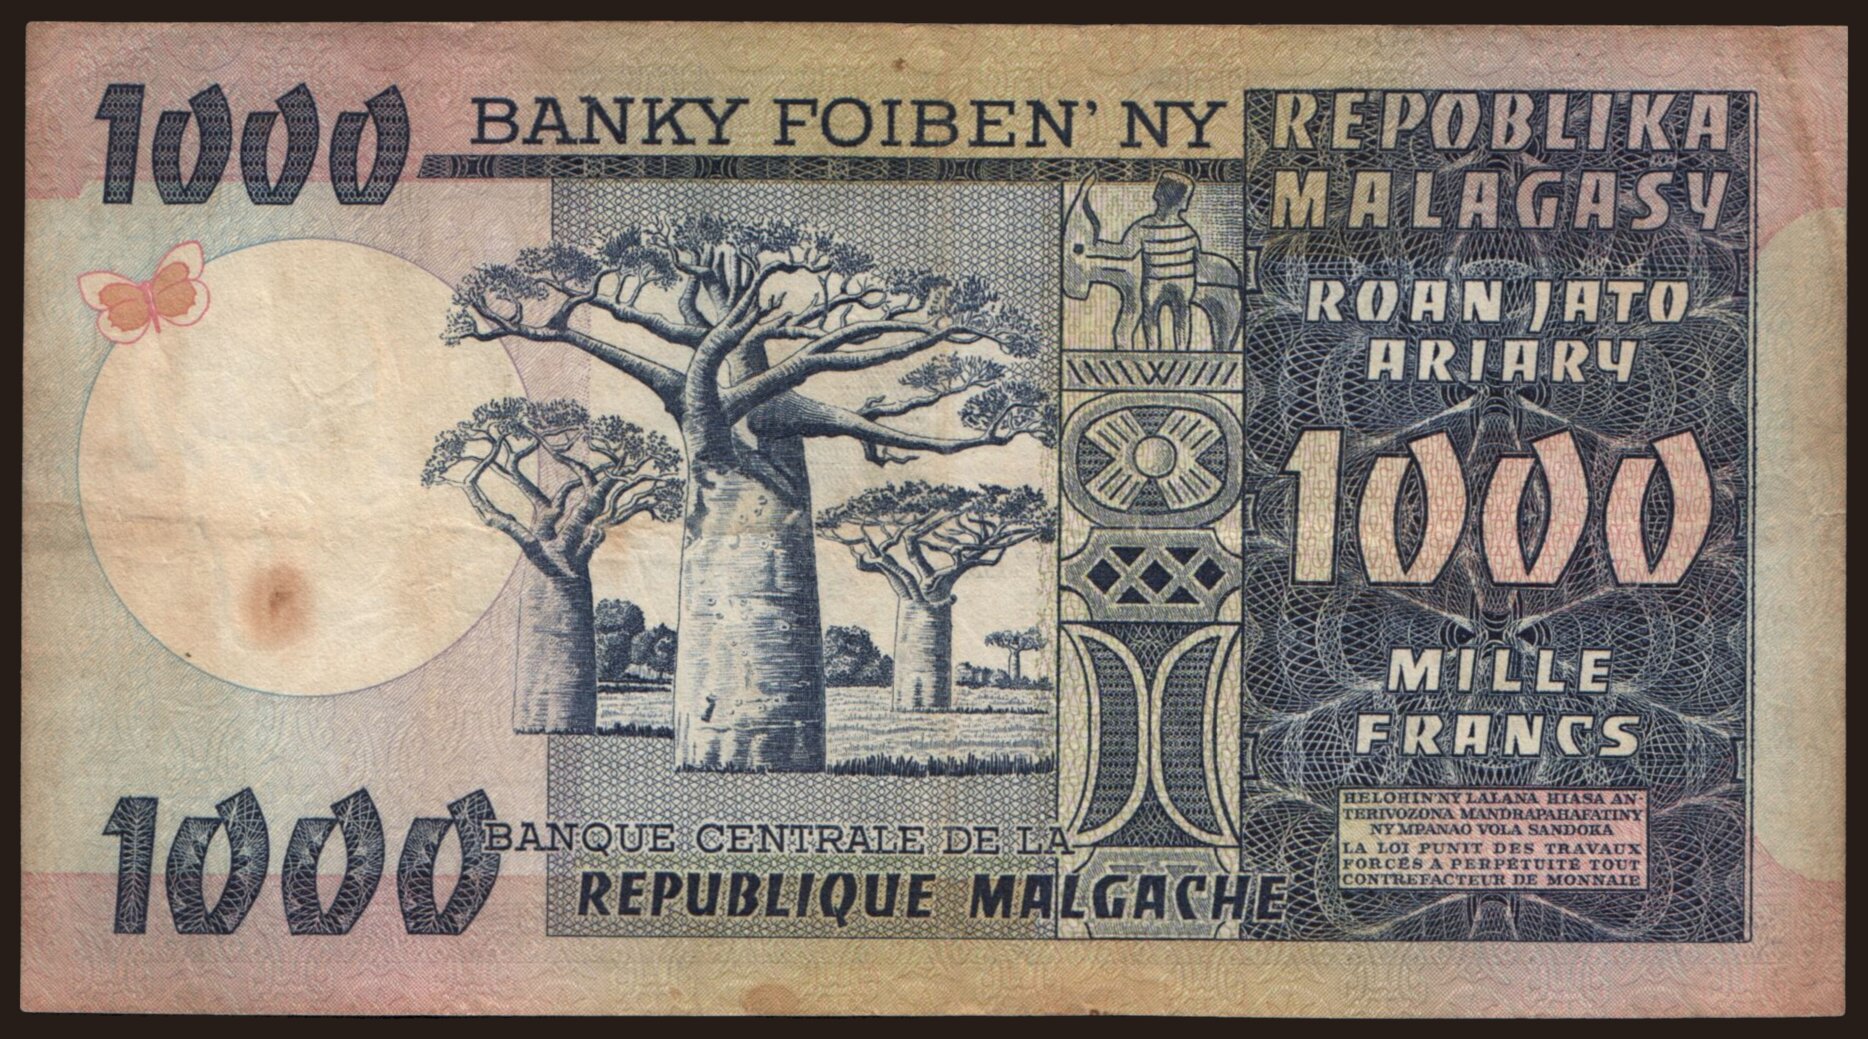 1000
BANKY FOIBEN' NY
REPOBLIKA
MALAGASY
ROAN JATO
ARIARY
1000
MILLE
FRANCS
HELOHIN'NY LALANA HIASA AN-
TERIVOZONA MANDRAPAHAFATINY
NY MPANAO VOLA SANDOKA
LA LOI PUNIT DES TRAVAUX
FORCÉS A PERPÉTUITÉ TOUT
CONTREFACTEUR DE MONNAIE
1000
BANQUE CENTRALE DE LA
REPUBLIQUE MALGACHE